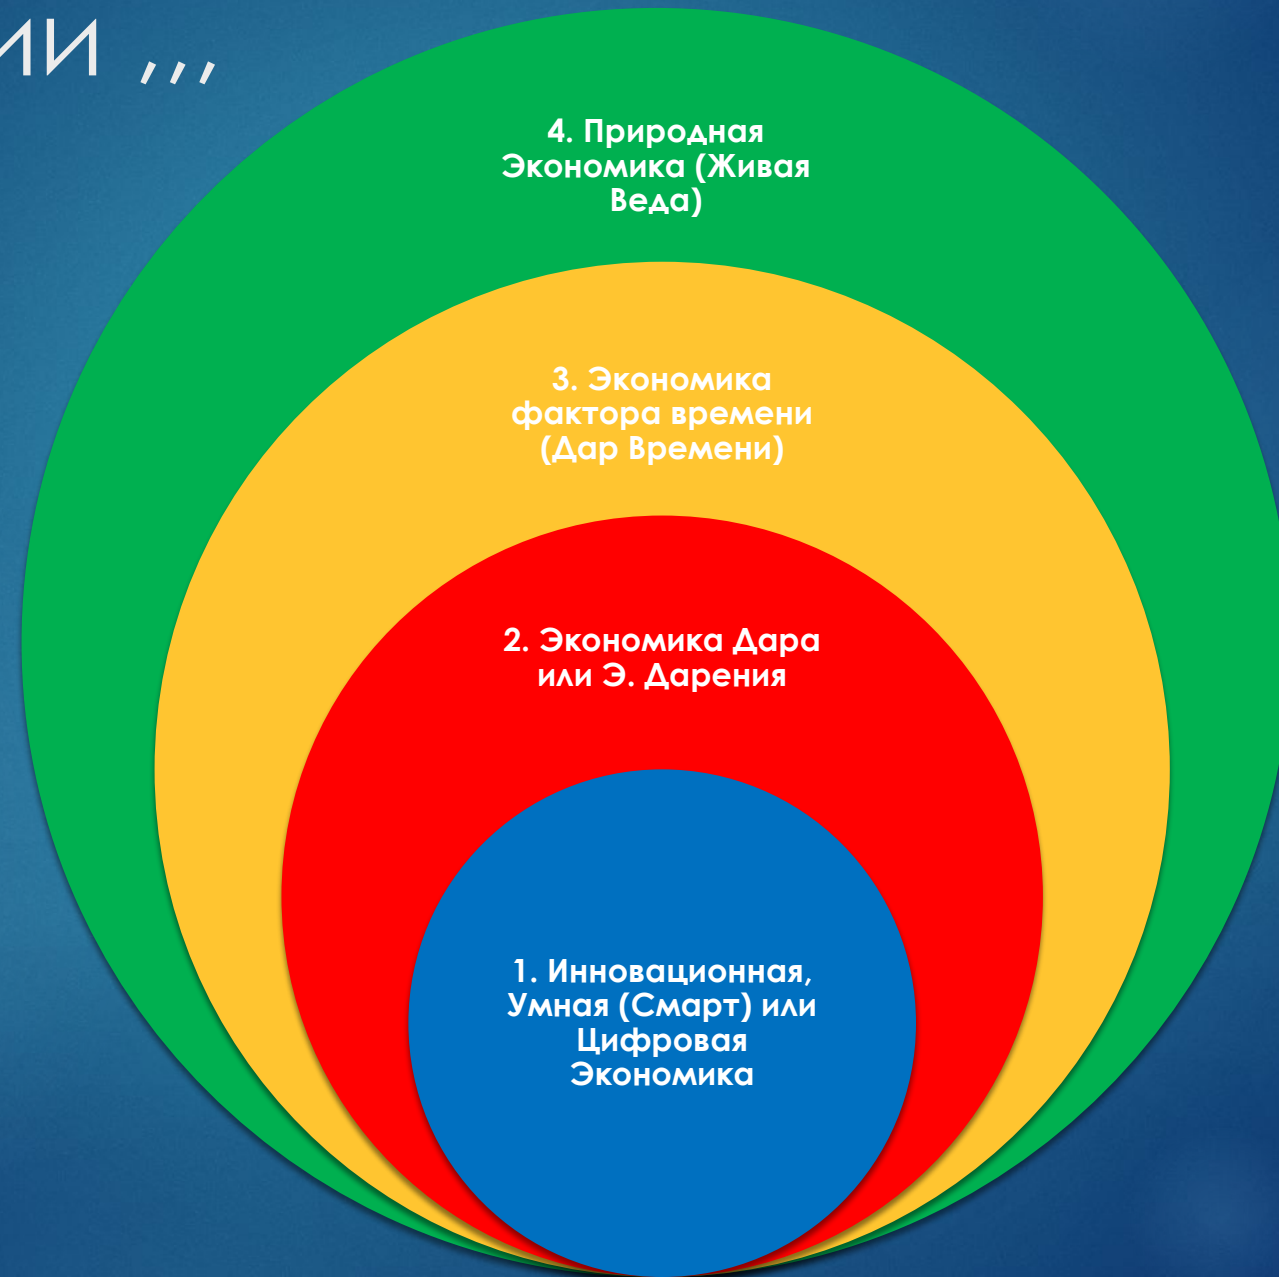 ИИ ,,,
4. Природная
Экономика (Живая
Веда)
3. Экономика
фактора времени
(Дар Времени)
2. Экономика Дара
или Э. Дарения
1. Инновационная,
Умная (Смарт) или
Цифровая
Экономика